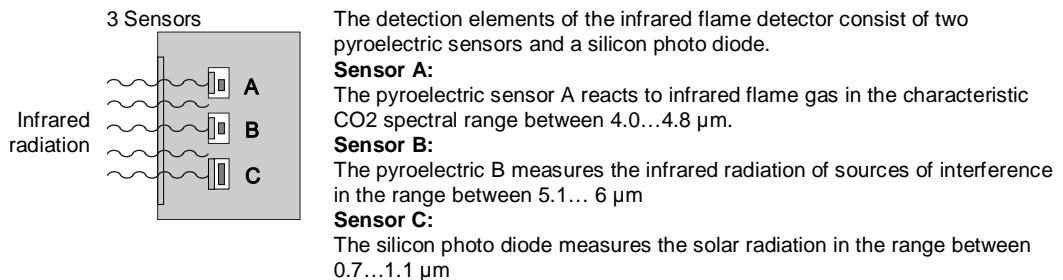 3 Sensors
A
B
C
Infrared
radiation
The detection elements of the infrared flame detector consist of two
pyroelectric sensors and a silicon photo diode.
Sensor A:
The pyroelectric sensor A reacts to infrared flame gas in the characteristic
CO2 spectral range between 4.0…4.8 µm.
Sensor B:
The pyroelectric B measures the infrared radiation of sources of interference
in the range between 5.1… 6 µm
Sensor C:
The silicon photo diode measures the solar radiation in the range between
0.7…1.1 µm